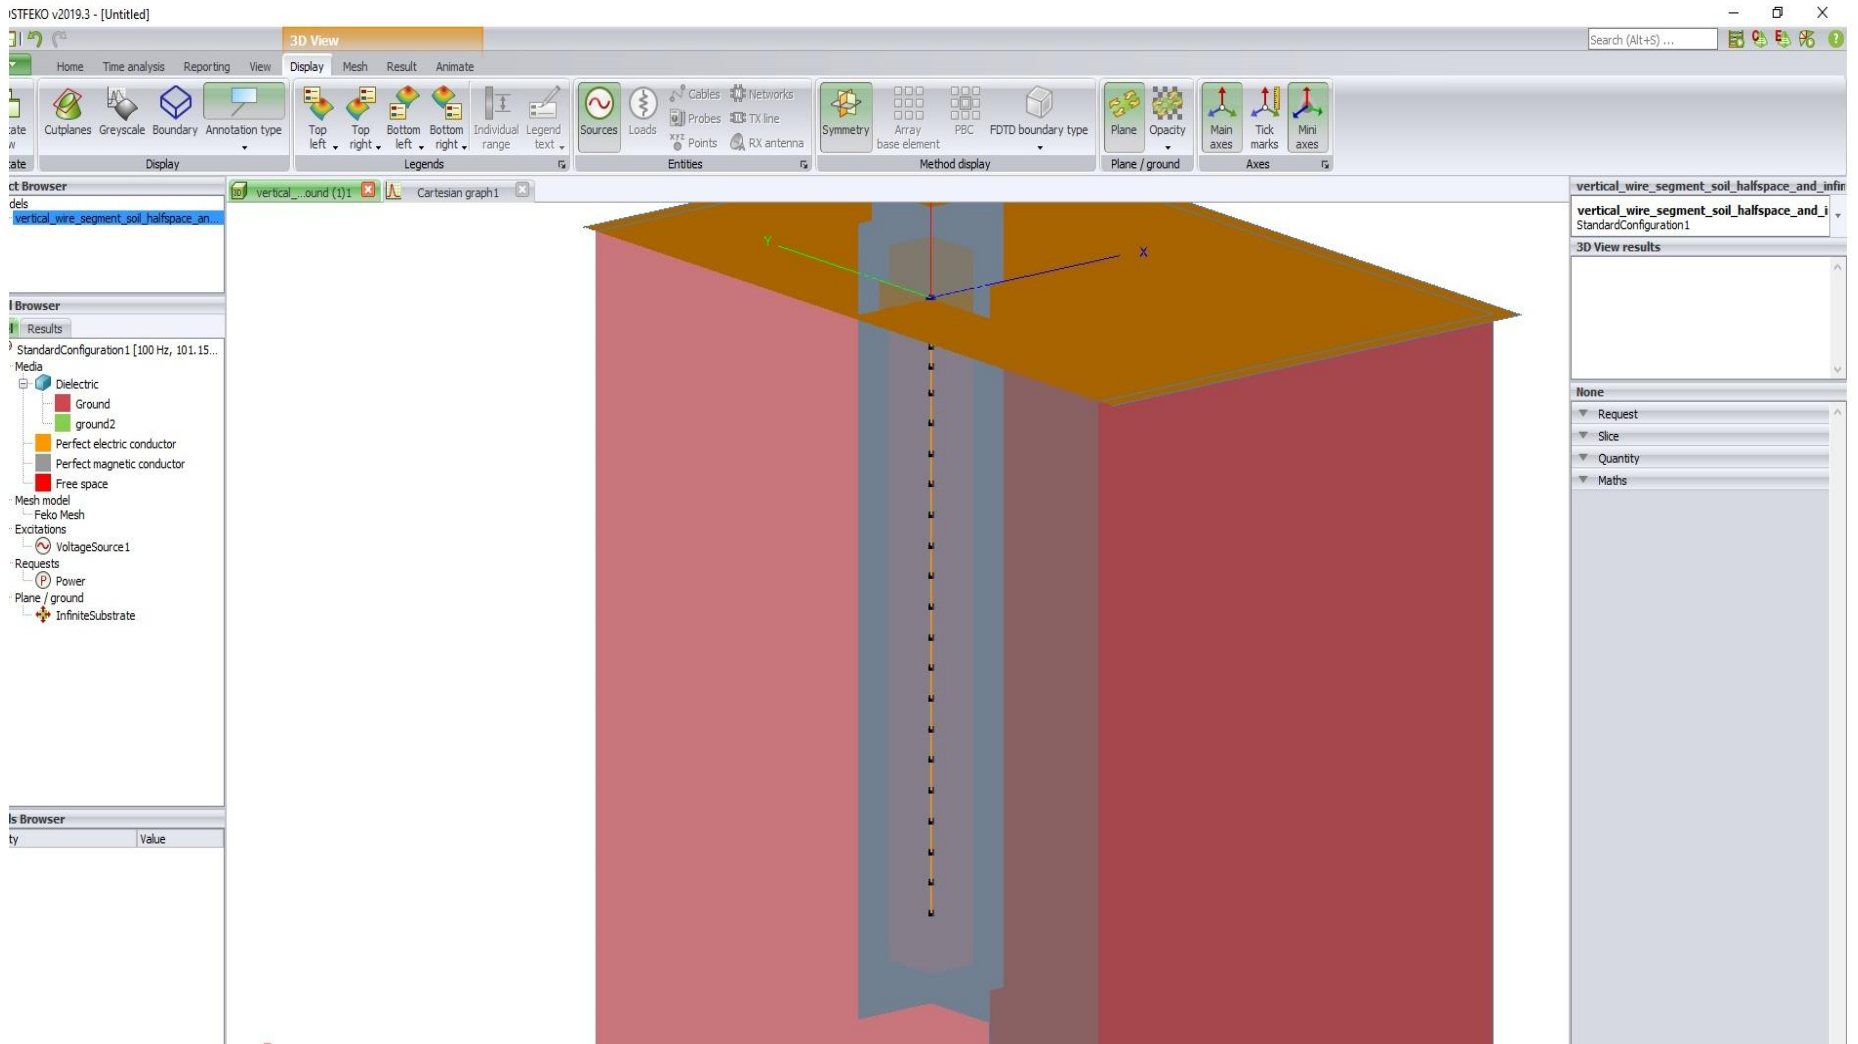 OSTFEKO v2019.3 - [Untitled]
3D View
Search (Alt+S) ...
Home Time analysis Reporting View Display Mesh Result Animate
Cutplanes Greyscale Boundary Annotation type
Display
Top left Top right Bottom left Bottom right Individual range Legend text
Legends
Sources Loads Cables Networks
Probes TX line
xyz Points RX antenna
Entities
Symmetry Array base element PBC FDTD boundary type
Method display
Plane Opacity
Plane / ground
Main axes Tick marks Mini axes
Axes
ct Browser
dels
vertical_wire_segment_soil_halfspace_an...
l Browser
Results
StandardConfiguration1 [100 Hz, 101.15...
Media
Dielectric
Ground
ground2
Perfect electric conductor
Perfect magnetic conductor
Free space
Mesh model
Feko Mesh
Excitations
VoltageSource1
Requests
P Power
Plane / ground
InfiniteSubstrate
ls Browser
ty Value
3D vertical_...ound (1)1 Cartesian graph1
Y
X
vertical_wire_segment_soil_halfspace_and_infin
vertical_wire_segment_soil_halfspace_and_i
StandardConfiguration1
3D View results
None
Request
Slice
Quantity
Maths